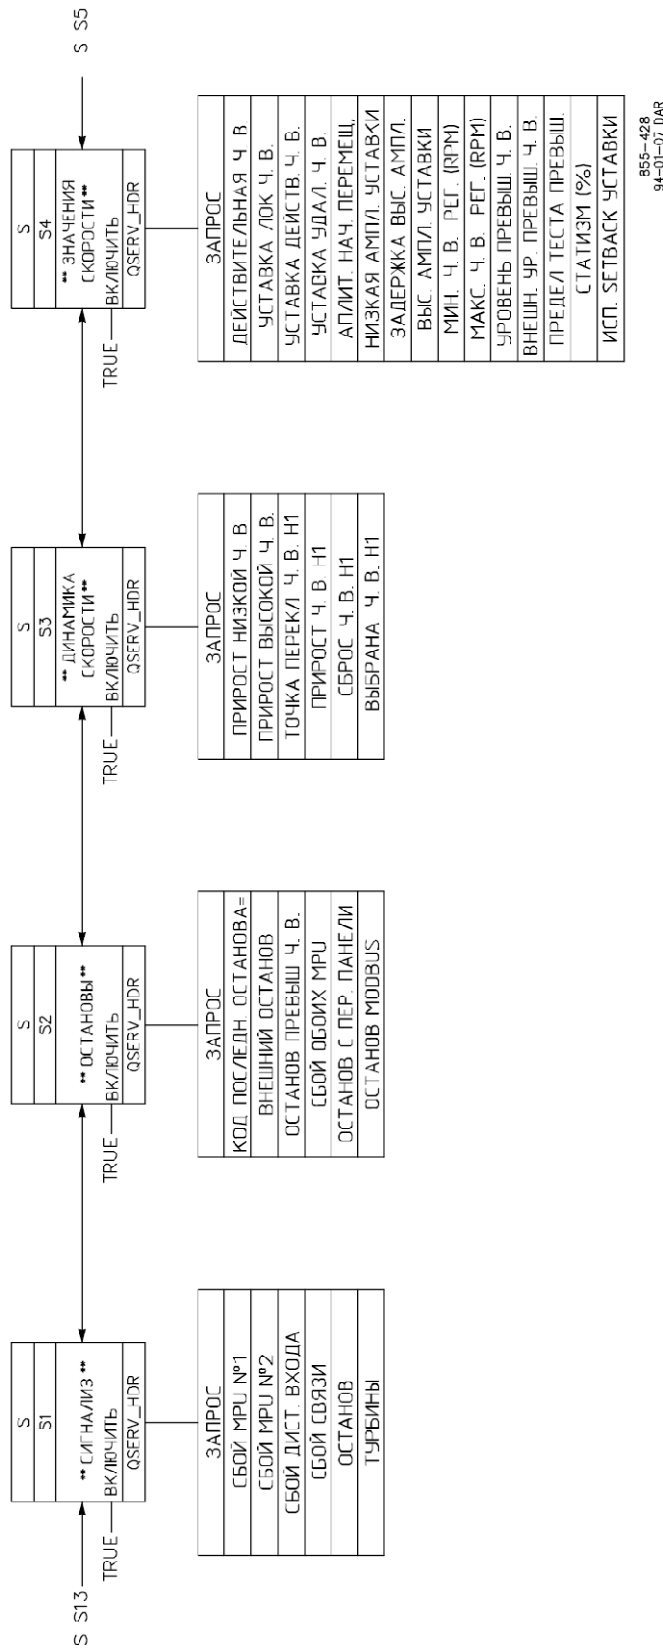 S S13
S
S1
** СИГНАЛИЗ **
ВКЛЮЧИТЬ
QSERV_HDR
TRUE
ЗАПРОС
СБОЙ MPU №1
СБОЙ MPU №2
СБОЙ ДИСТ. ВХОДА
СБОЙ СВЯЗИ
ОСТАНОВ
ТУРБИНЫ
S
S2
** ОСТАНОВЫ **
ВКЛЮЧИТЬ
QSERV_HDR
TRUE
ЗАПРОС
КОД ПОСЛЕДН. ОСТАНОВА=
ВНЕШНИЙ ОСТАНОВ
ОСТАНОВ ПРЕВЫШ Ч. В.
СБОЙ ОБОИХ MPU
ОСТАНОВ С ПЕР. ПАНЕЛИ
ОСТАНОВ MODBUS
S
S3
** ДИНАМИКА
СКОРОСТИ **
ВКЛЮЧИТЬ
QSERV_HDR
TRUE
ЗАПРОС
ПРИРОСТ НИЗКОЙ Ч. В
ПРИРОСТ ВЫСОКОЙ Ч. В.
ТОЧКА ПЕРЕКЛ Ч. В. Н1
ПРИРОСТ Ч. В. Н1
СБРОС Ч. В. Н1
ВЫБРАНА Ч. В. Н1
S
S4
** ЗНАЧЕНИЯ
СКОРОСТИ **
ВКЛЮЧИТЬ
QSERV_HDR
TRUE
S S5
ЗАПРОС
ДЕЙСТВИТЕЛЬНАЯ Ч В
УСТАВКА ЛОК Ч. В.
УСТАВКА ДЕЙСТВ. Ч. В.
УСТАВКА УДАЛ. Ч. В.
АПЛИТ. НАЧ. ПЕРЕМЕЩ.
НИЗКАЯ АМПЛ. УСТАВКИ
ЗАДЕРЖКА ВЫС. АМПЛ.
ВЫС. АМПЛ. УСТАВКИ
МИН. Ч. В. РЕГ. (RPM)
МАКС. Ч. В. РЕГ. (RPM)
УРОВЕНЬ ПРЕВЫШ. Ч. В.
ВНЕШН. УР. ПРЕВЫШ. Ч. В.
ПРЕДЕЛ ТЕСТА ПРЕВЫШ.
СТАТИЗМ (%)
ИСП. SETBACK УСТАВКИ
855-428
94-01-07 DAR